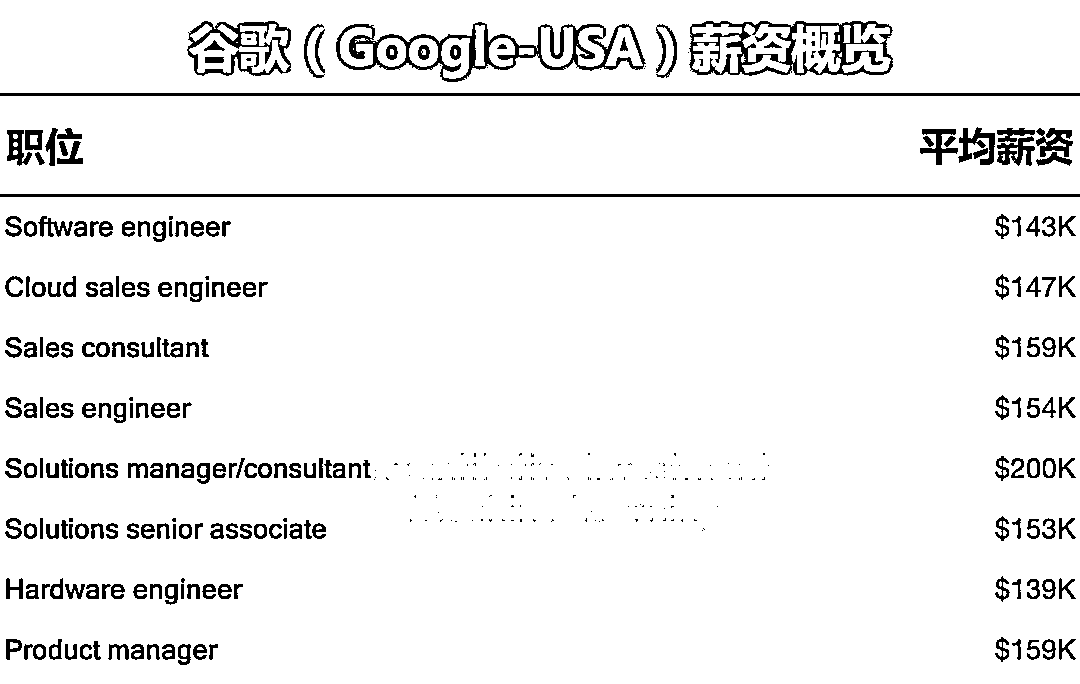 谷歌（Google-USA）薪资概览
职位 平均薪资
Software engineer $143K
Cloud sales engineer $147K
Sales consultant $159K
Sales engineer $154K
Solutions manager/consultant $200K
Solutions senior associate $153K
Hardware engineer $139K
Product manager $159K